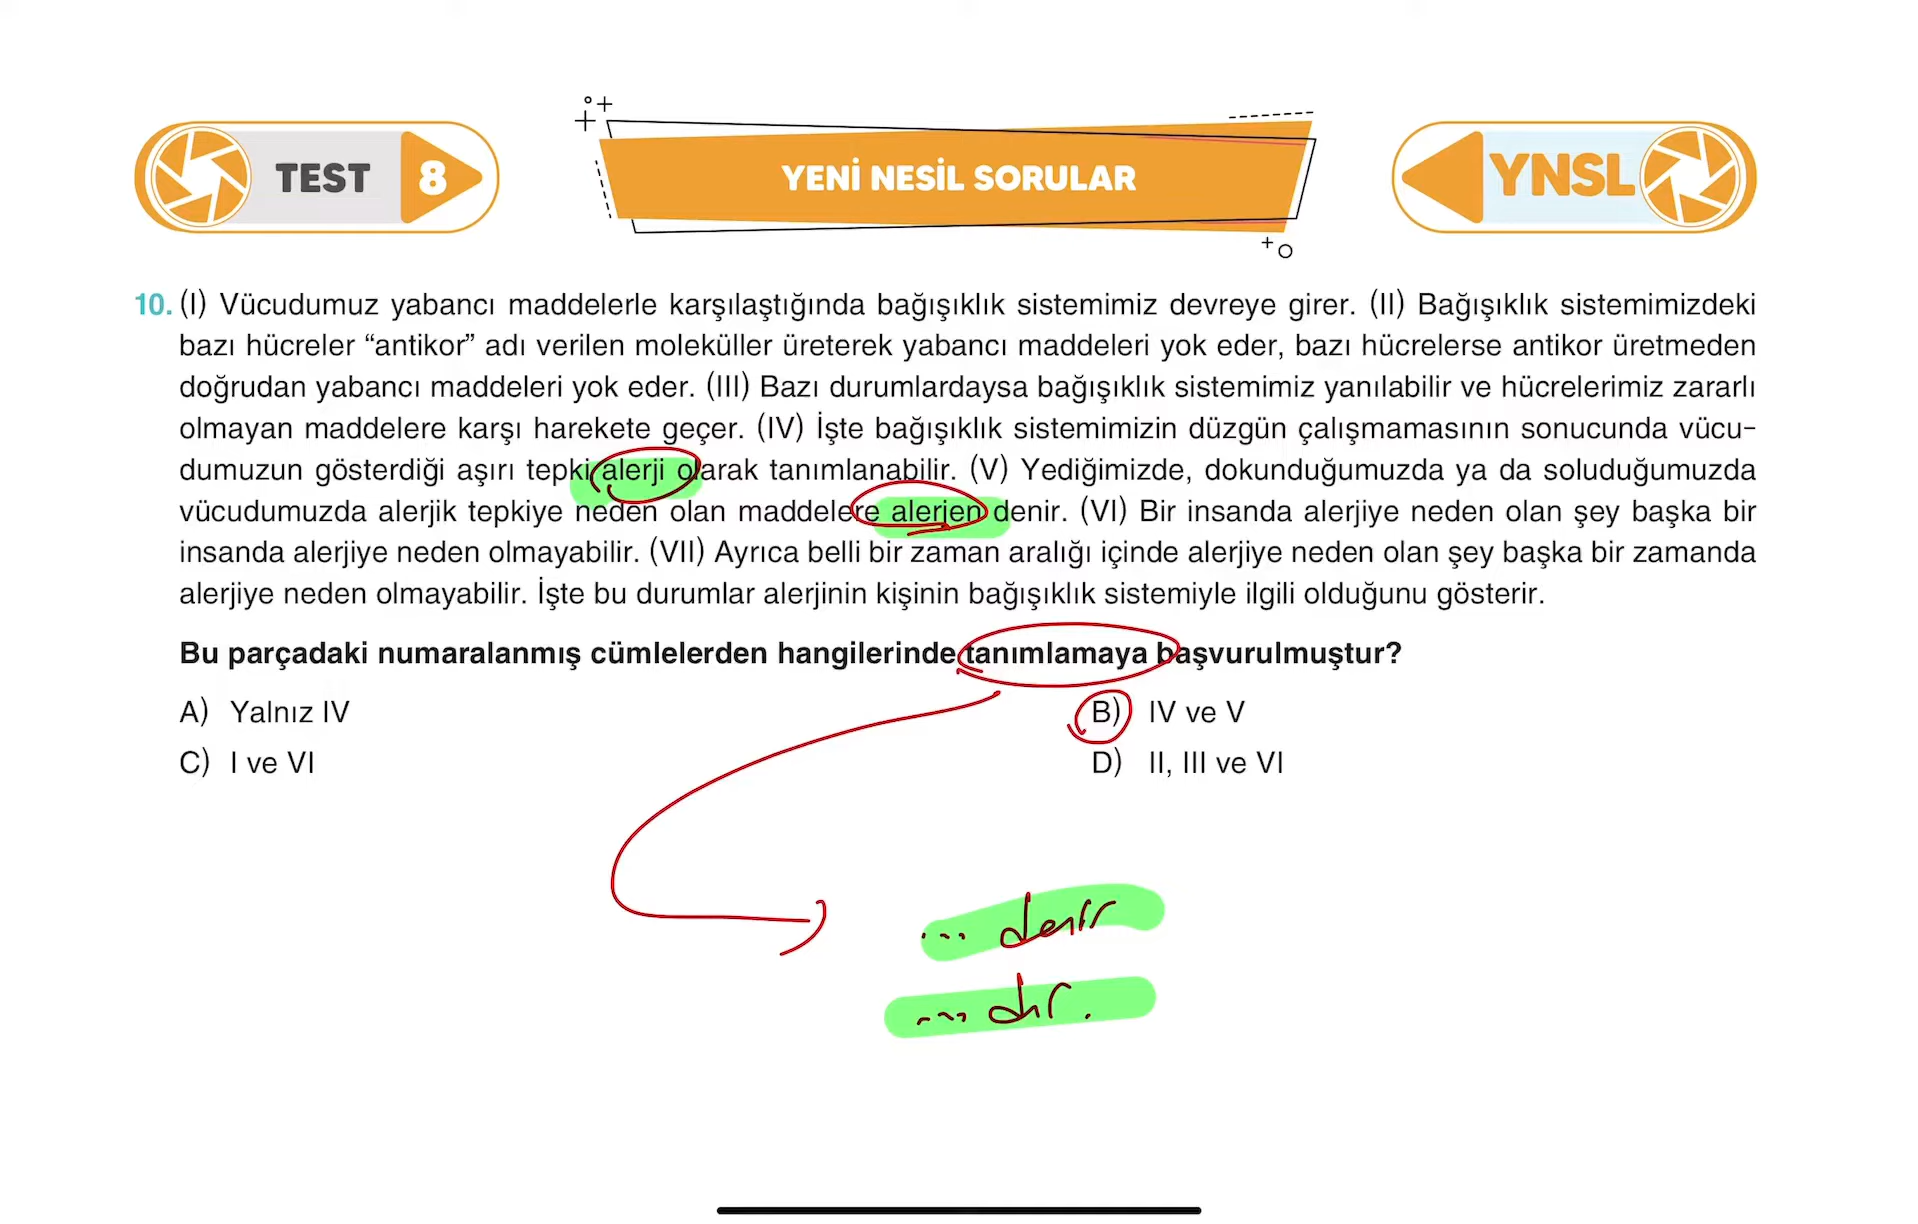 TEST 8
YENİ NESİL SORULAR
YNSL
10. (I) Vücudumuz yabancı maddelerle karşılaştığında bağışıklık sistemimiz devreye girer. (II) Bağışıklık sistemimizdeki
bazı hücreler “antikor” adı verilen moleküller üreterek yabancı maddeleri yok eder, bazı hücrelerse antikor üretmeden
doğrudan yabancı maddeleri yok eder. (III) Bazı durumlardaysa bağışıklık sistemimiz yanılabilir ve hücrelerimiz zararlı
olmayan maddelere karşı harekete geçer. (IV) İşte bağışıklık sistemimizin düzgün çalışmamasının sonucunda vücu-
dumuzun gösterdiği aşırı tepki alerji olarak tanımlanabilir. (V) Yediğimizde, dokunduğumuzda ya da soluduğumuzda
vücudumuzda alerjik tepkiye neden olan maddelere alerjen denir. (VI) Bir insanda alerjiye neden olan şey başka bir
insanda alerjiye neden olmayabilir. (VII) Ayrıca belli bir zaman aralığı içinde alerjiye neden olan şey başka bir zamanda
alerjiye neden olmayabilir. İşte bu durumlar alerjinin kişinin bağışıklık sistemiyle ilgili olduğunu gösterir.
Bu parçadaki numaralanmış cümlelerden hangilerinde tanımlamaya başvurulmuştur?
A) Yalnız IV
B) IV ve V
C) I ve VI
D) II, III ve VI
... denir
... dır.